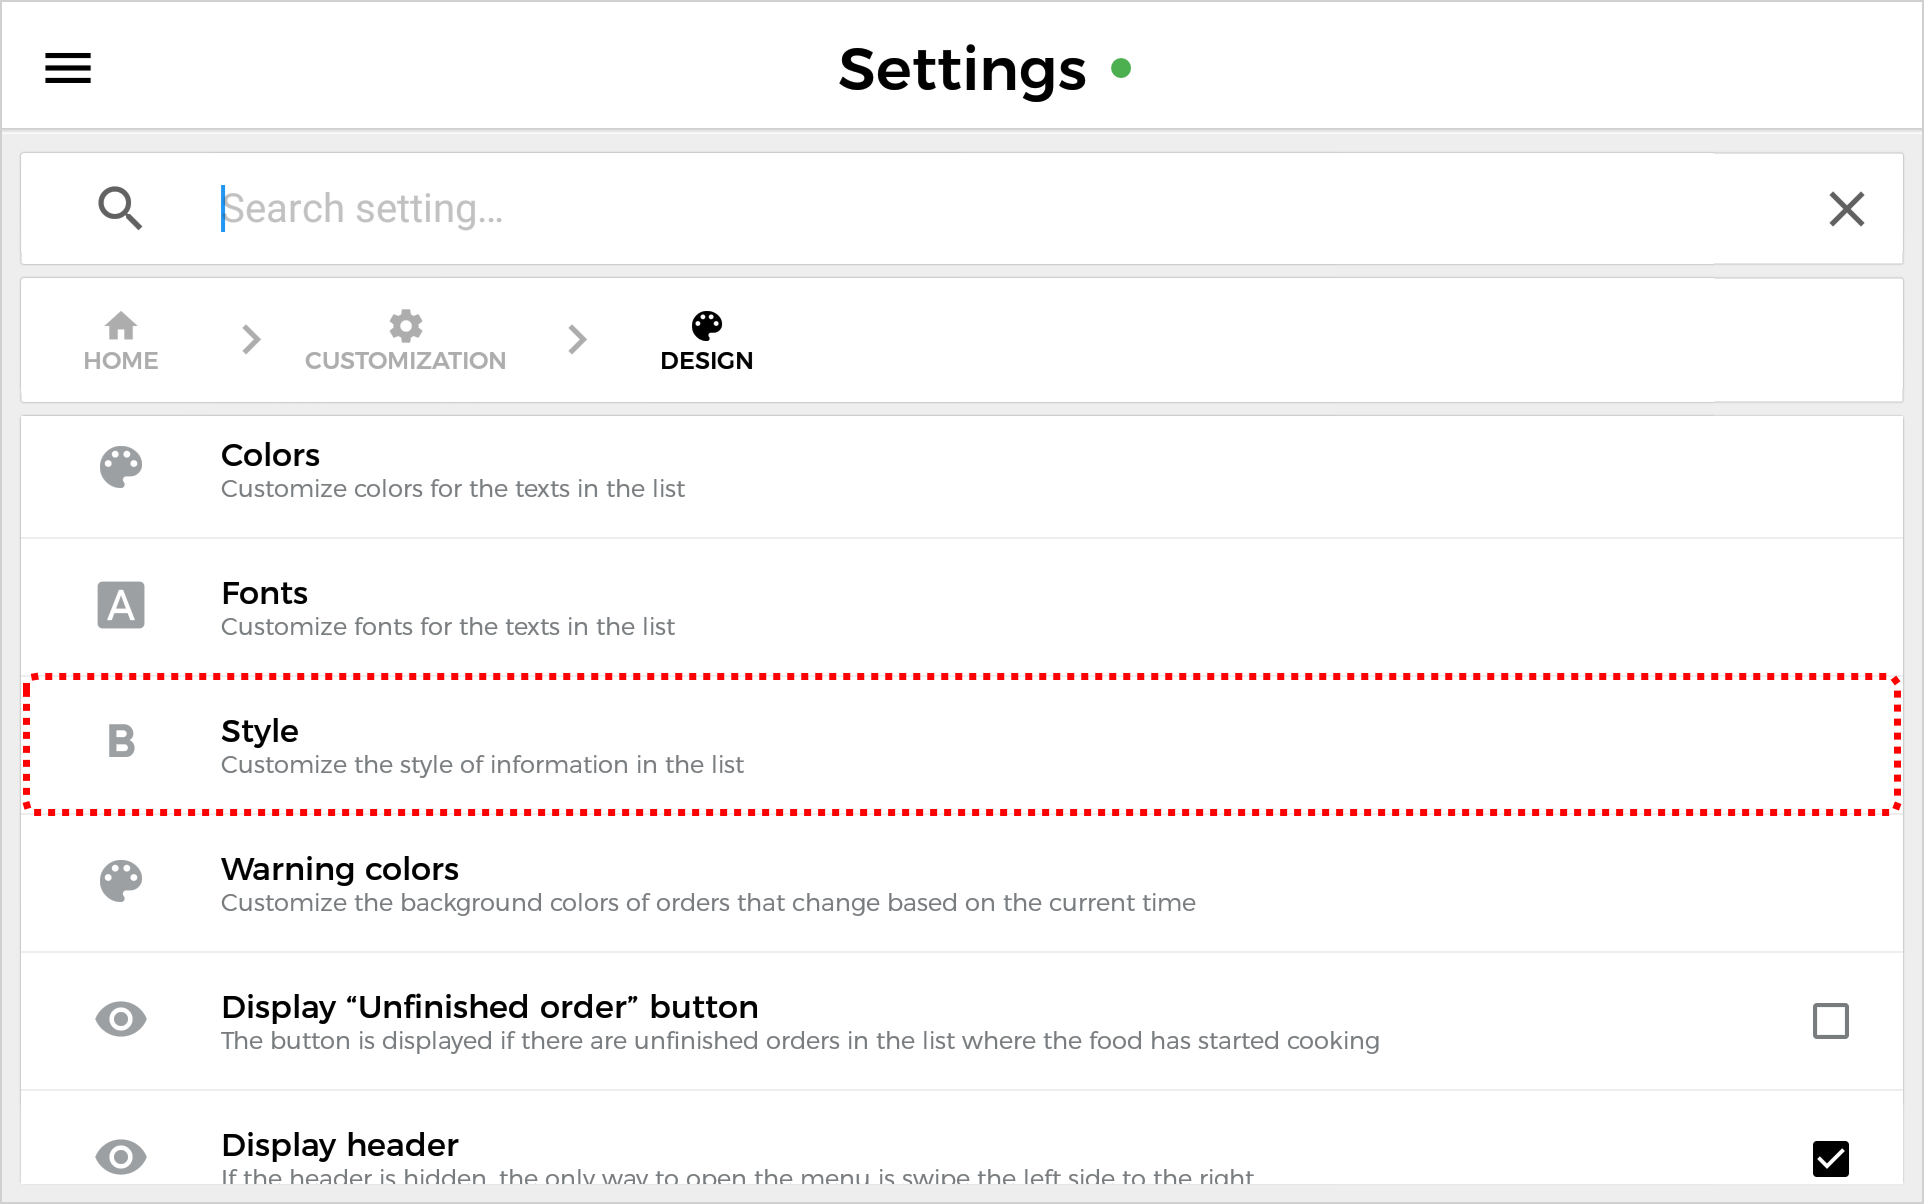 Settings
Search setting...
HOME
CUSTOMIZATION
DESIGN
Colors
Customize colors for the texts in the list
A
Fonts
Customize fonts for the texts in the list
B
Style
Customize the style of information in the list
Warning colors
Customize the background colors of orders that change based on the current time
Display “Unfinished order” button
The button is displayed if there are unfinished orders in the list where the food has started cooking
Display header
If the header is hidden, the only way to open the menu is swipe the left side to the right